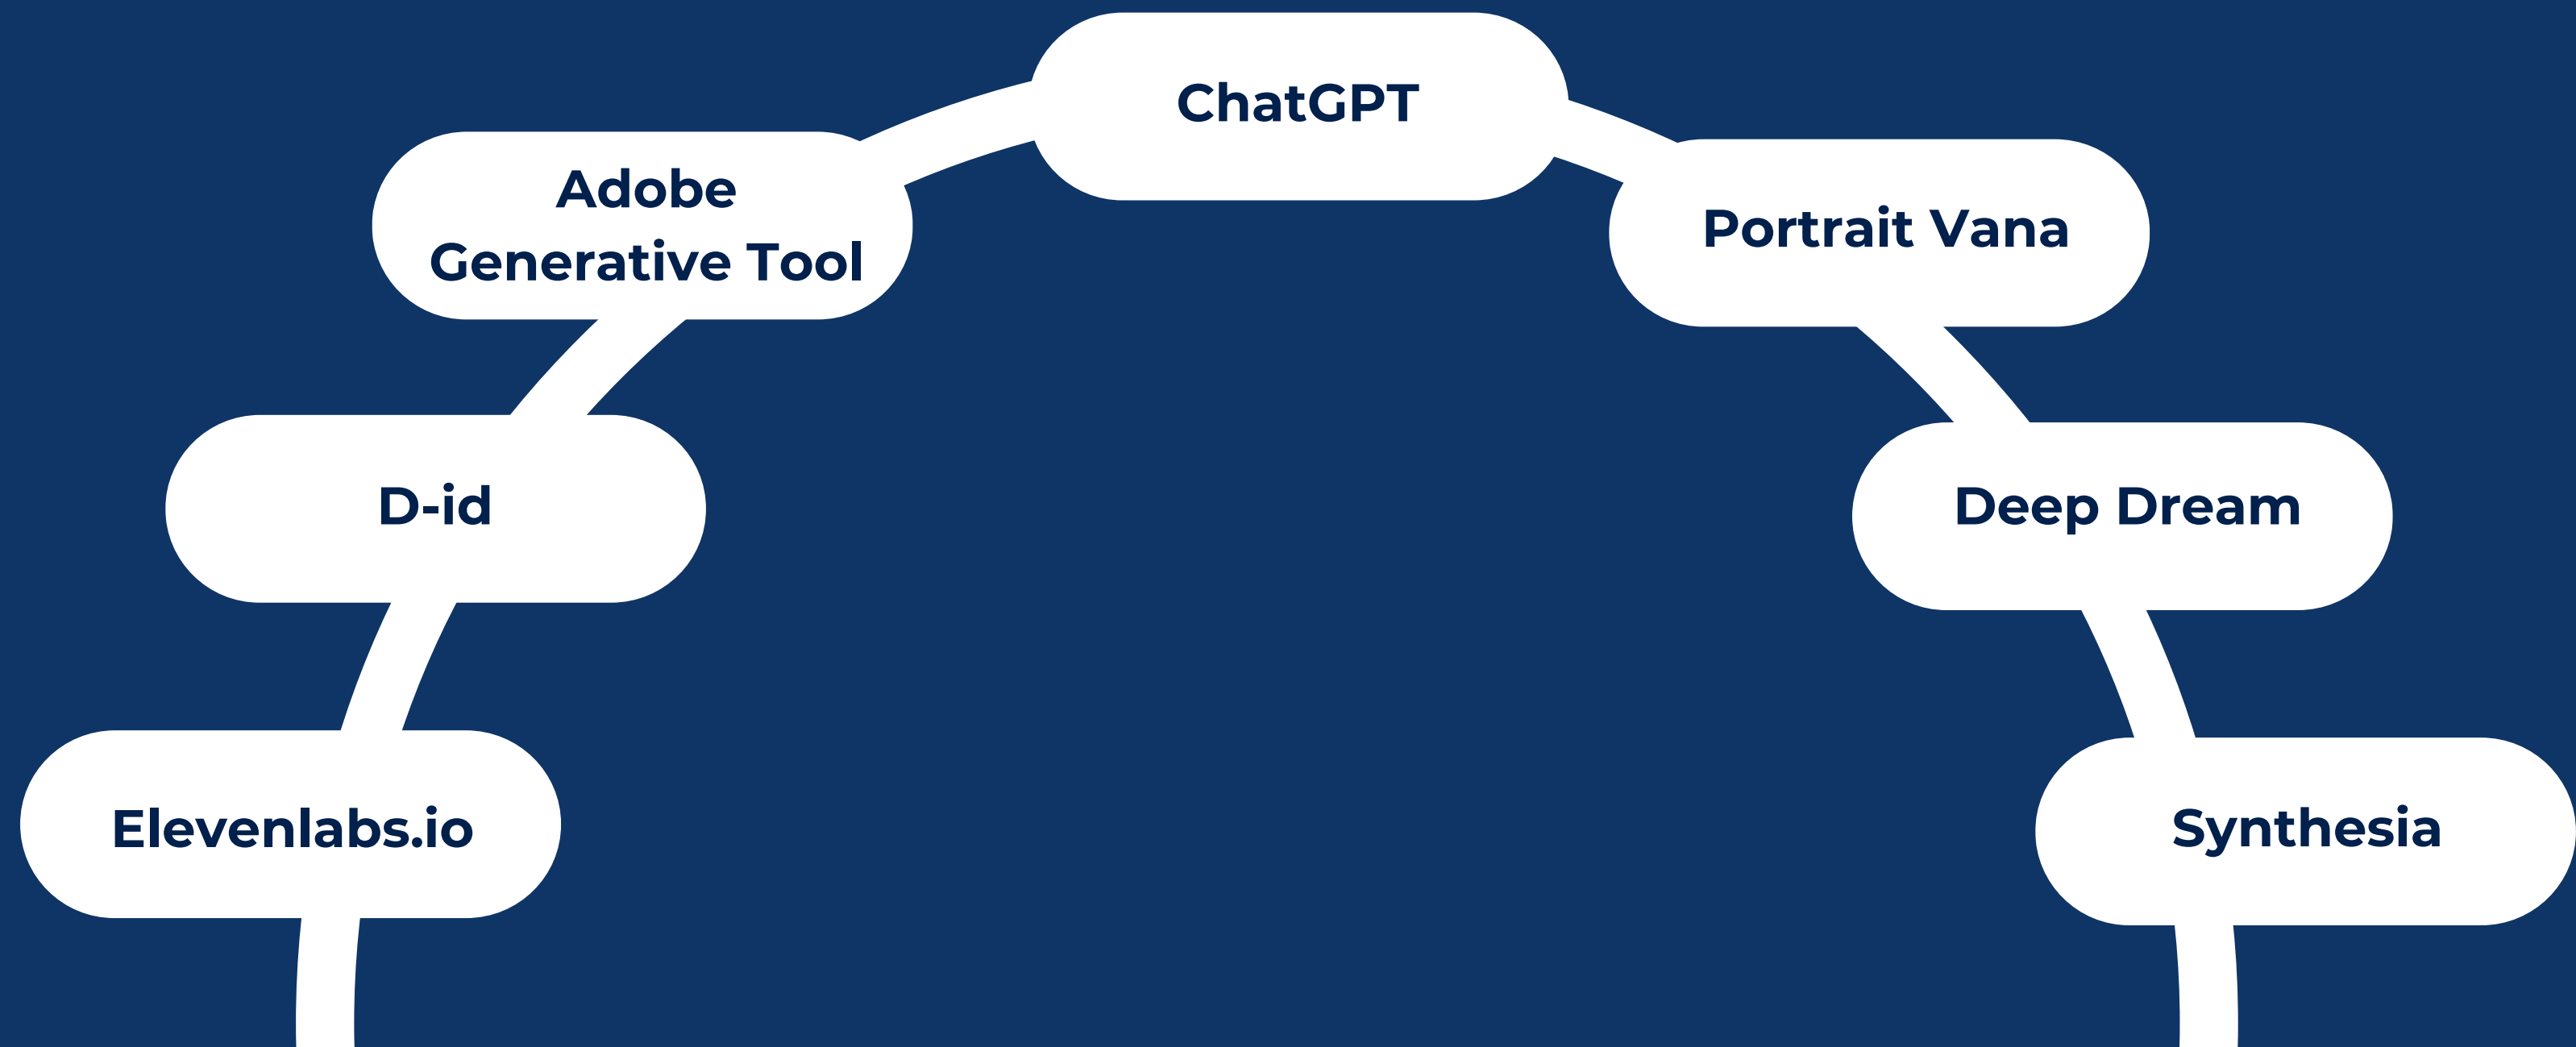 ChatGPT
Adobe
Generative Tool
Portrait Vana
D-id
Deep Dream
Elevenlabs.io
Synthesia